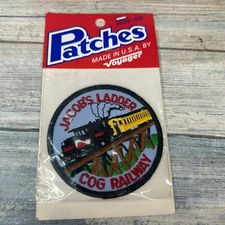 Patches
MADE IN U.S.A. BY
Voyager
JACOB'S LADDER
COG RAILWAY